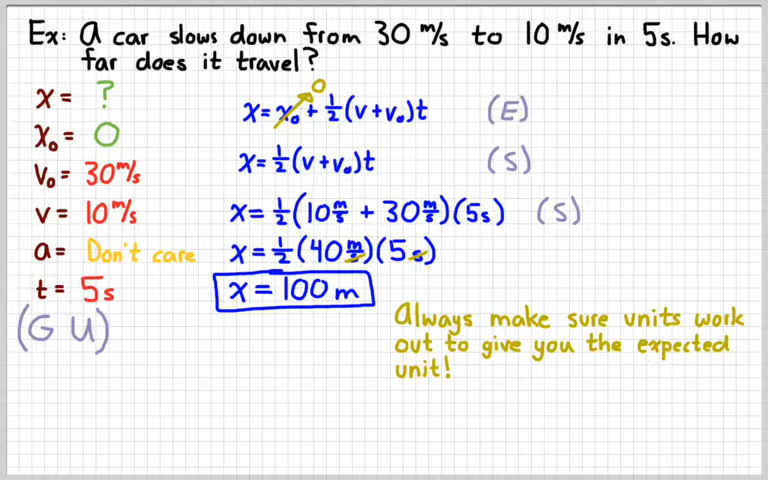 Ex: A car slows down from 30 m/s to 10 m/s in 5s. How
far does it travel?
x = ?
x₀ = 0
v₀ = 30 m/s
v = 10 m/s
a = Don't care
t = 5s
(G U)
0
x = x₀ + ½(v+v₀)t (E)
x = ½(v+v₀)t (S)
x = ½(10 m/s + 30 m/s)(5s) (S)
x = ½(40 m/s)(5s)
x = 100 m
Always make sure units work
out to give you the expected
unit!